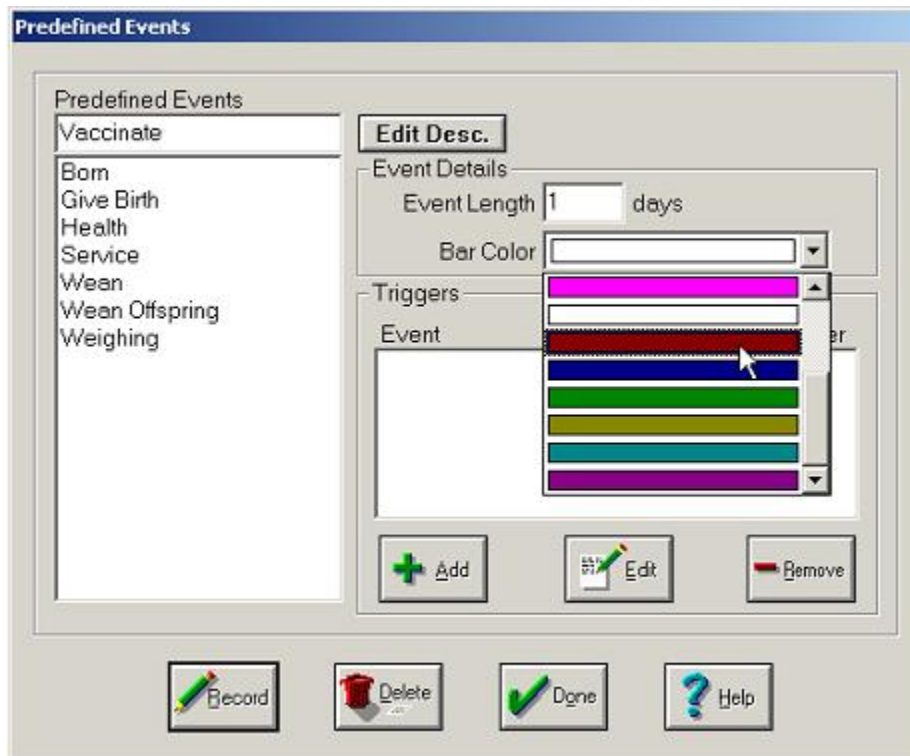 Predefined Events
Predefined Events
Vaccinate
Born
Give Birth
Health
Service
Wean
Wean Offspring
Weighing
Edit Desc.
Event Details
Event Length 1 days
Bar Color
Triggers
Event
Add
Edit
Remove
Record
Delete
Done
Help